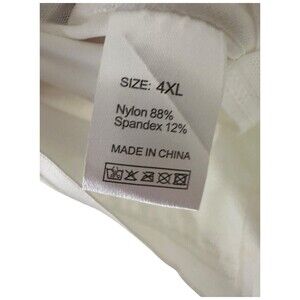 SIZE: 4XL
Nylon 88%
Spandex 12%
MADE IN CHINA